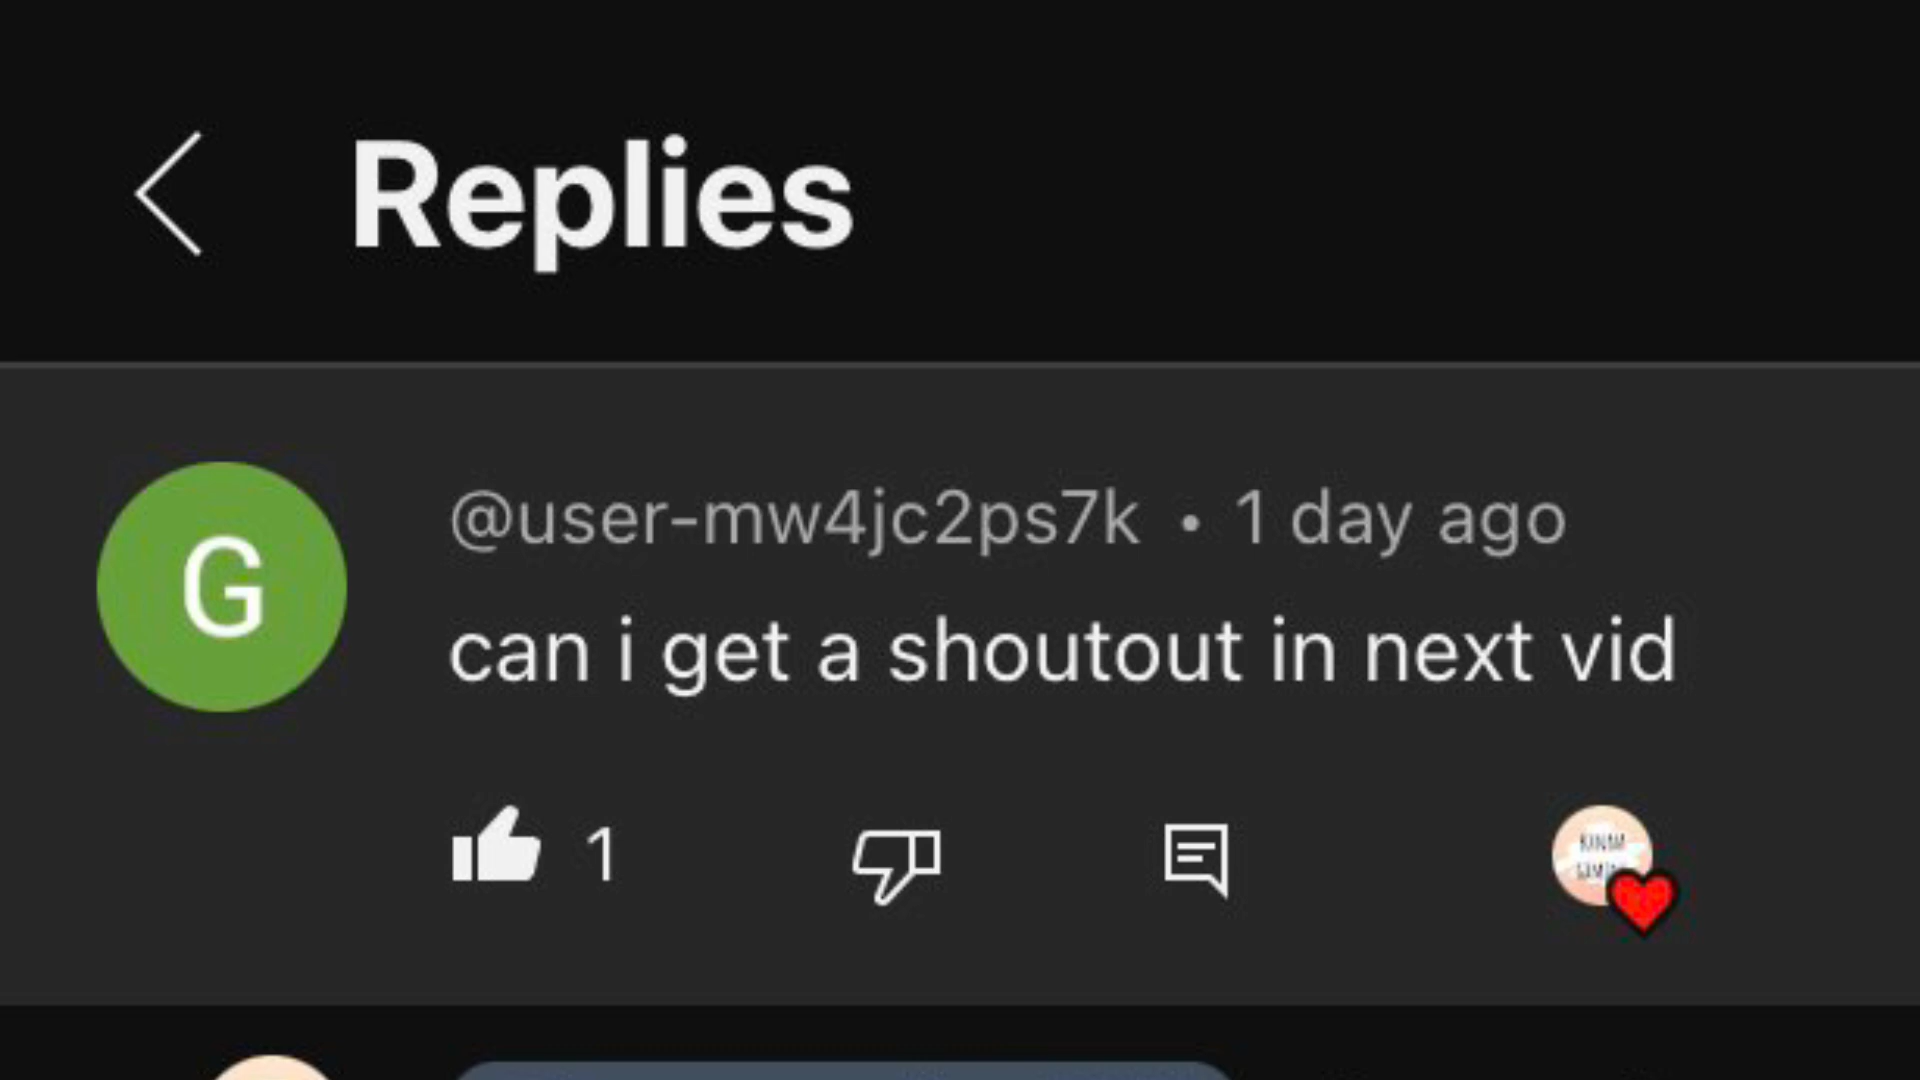 Replies
G
@user-mw4jc2ps7k • 1 day ago
can i get a shoutout in next vid
1